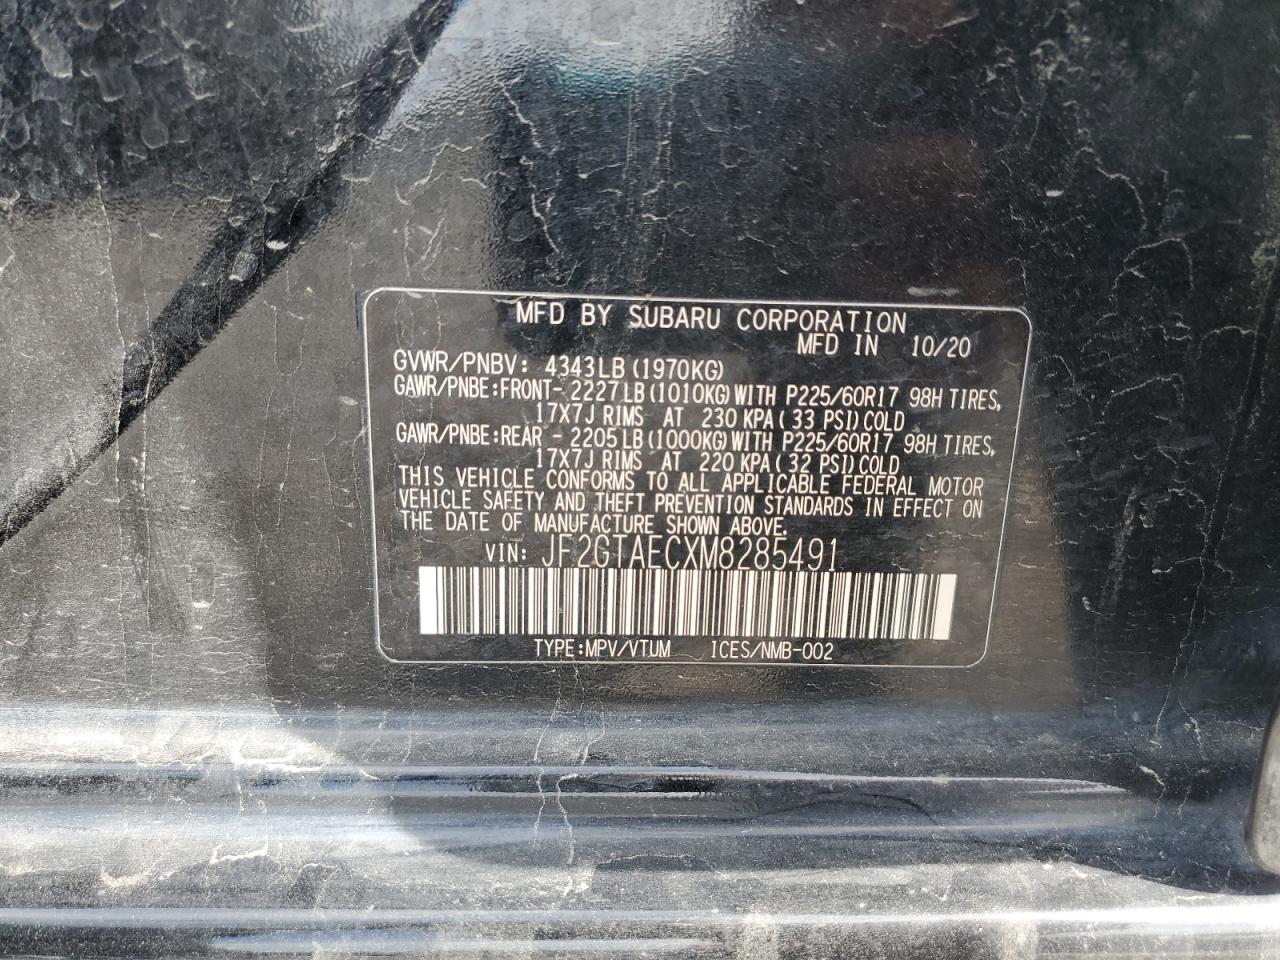 MFD BY SUBARU CORPORATION
MFD IN 10/20
GVWR/PNBV: 4343LB (1970KG)
GAWR/PNBE:FRONT- 2227LB (1010KG) WITH P225/60R17 98H TIRES,
17X7J RIMS AT 230 KPA (33 PSI) COLD
GAWR/PNBE:REAR - 2205LB (1000KG) WITH P225/60R17 98H TIRES,
17X7J RIMS AT 220 KPA (32 PSI) COLD
THIS VEHICLE CONFORMS TO ALL APPLICABLE FEDERAL MOTOR
VEHICLE SAFETY AND THEFT PREVENTION STANDARDS IN EFFECT ON
THE DATE OF MANUFACTURE SHOWN ABOVE.
VIN: JF2GTAECXM8285491
TYPE:MPV/VTUM ICES/NMB-002